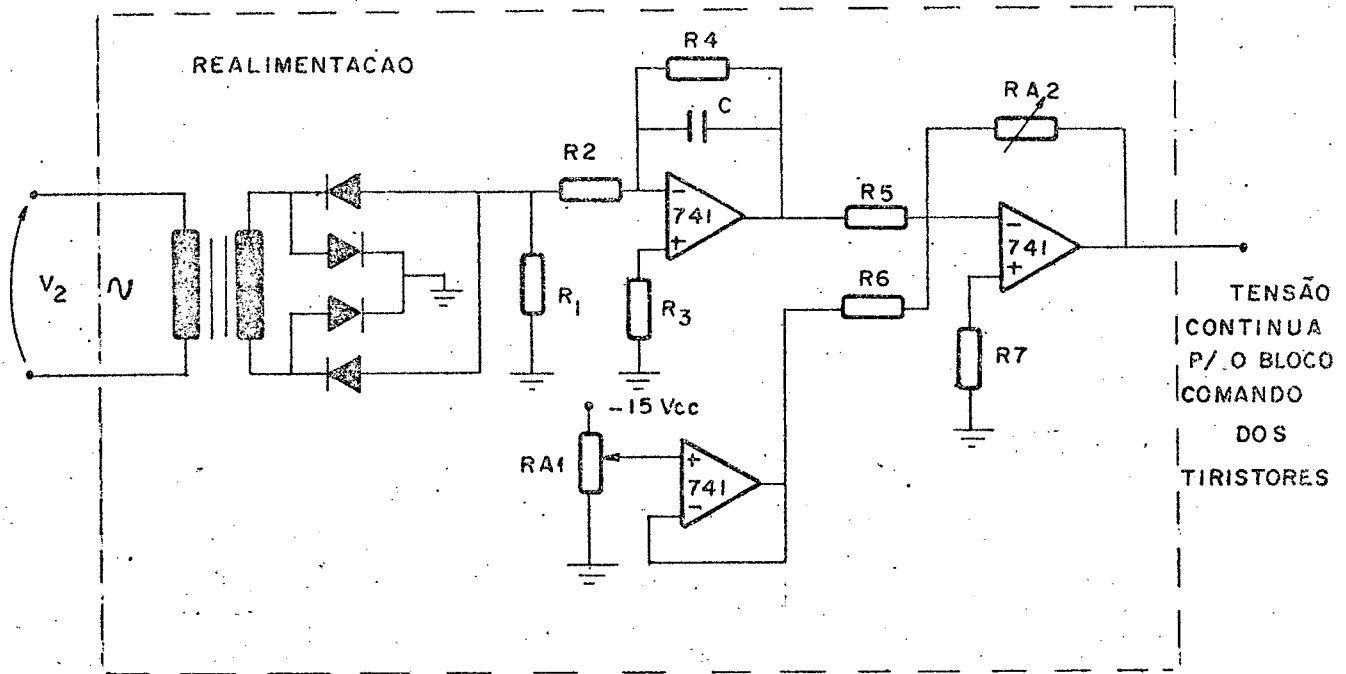 REALIMENTACAO
R4
C
RA2
R2
741
R5
741
V2
R1
R3
R6
R7
-15 Vcc
RA1
741
TENSÃO
CONTINUA
P/. O BLOCO
COMANDO
DOS
TIRISTORES